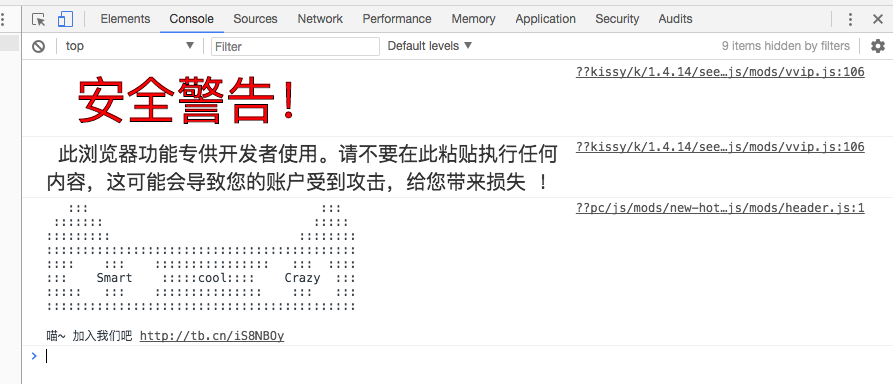 Elements Console Sources Network Performance Memory Application Security Audits
top Filter Default levels 9 items hidden by filters
安全警告! ??kissy/k/1.4.14/see…js/mods/vvip.js:106
此浏览器功能专供开发者使用。请不要在此粘贴执行任何 ??kissy/k/1.4.14/see…js/mods/vvip.js:106
内容，这可能会导致您的账户受到攻击，给您带来损失 !
??pc/js/mods/new-hot…js/mods/header.js:1
::: :::
::::::: :::::
::::::::: ::::::::
:::::::::::::::::::::::::::::::::::::::::::
:::: ::: :::::::::::::::: ::: ::::
::: Smart :::::cool:::: Crazy :::
::::: ::: ::::::::::::::: ::: :::
:::::::::::::::::::::::::::::::::::::::::::
喵~ 加入我们吧 http://tb.cn/iS8NBOy
>